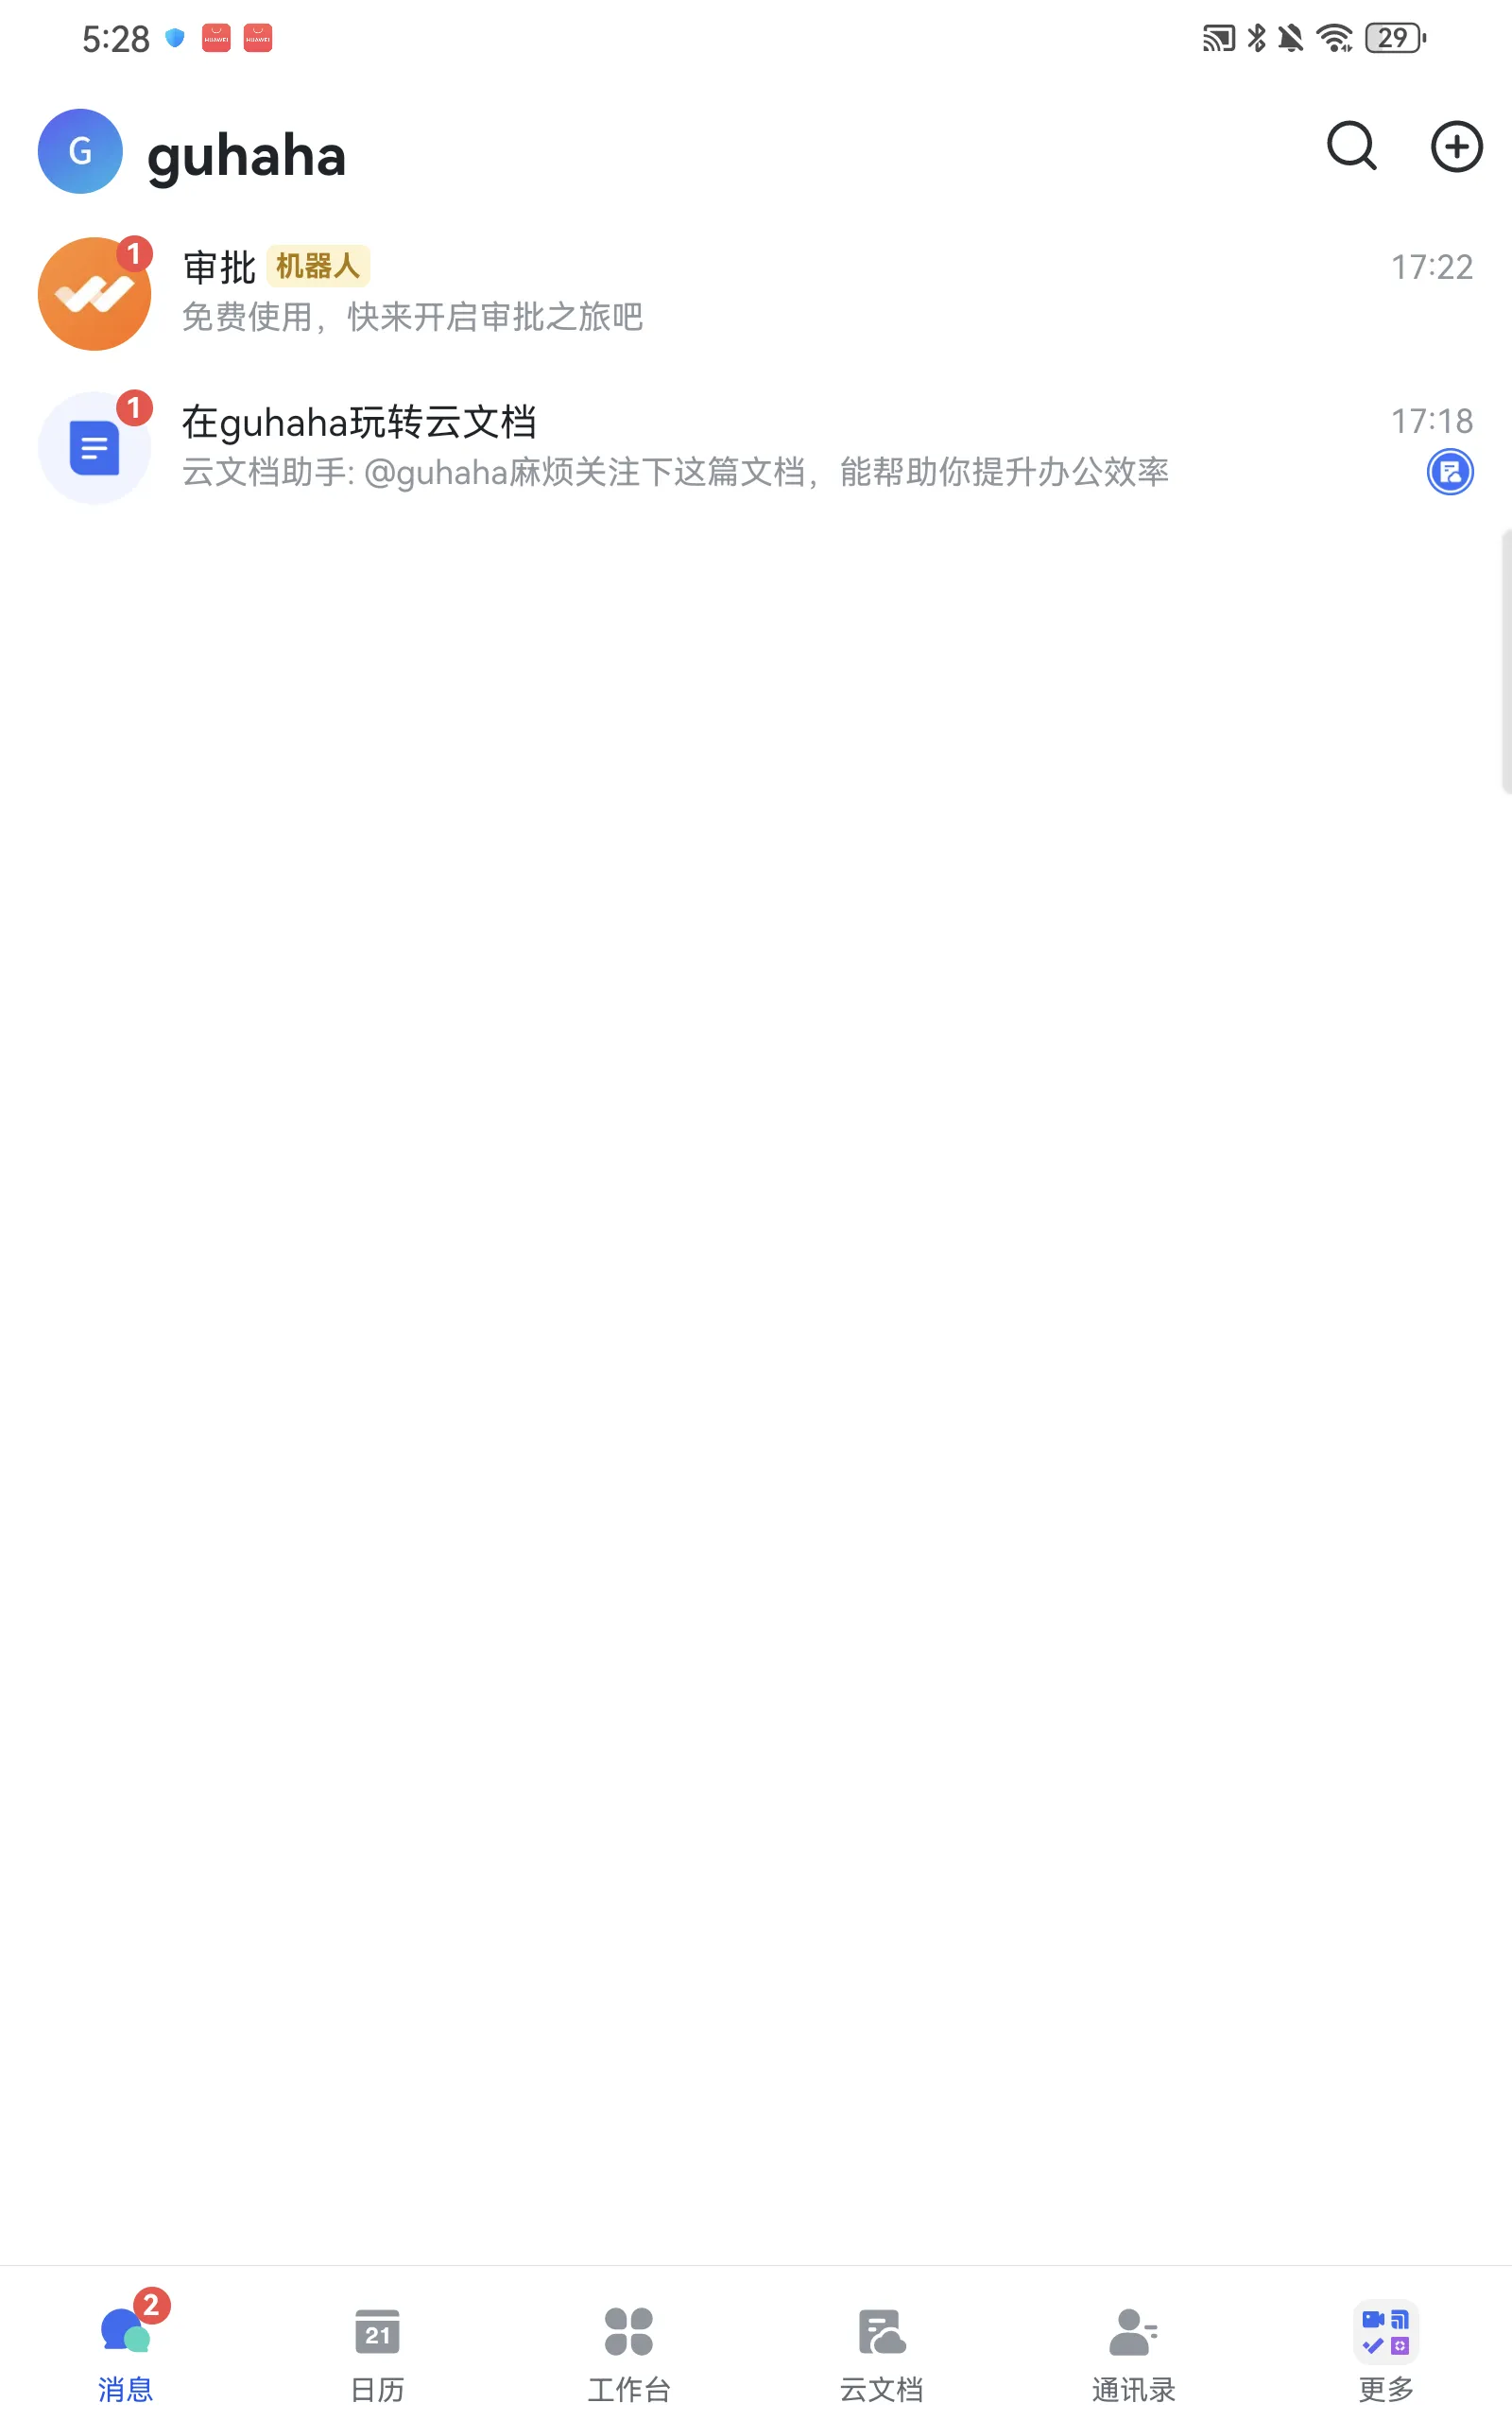 5:28
HUAWEI HUAWEI
29
G guhaha
1
审批 机器人 17:22
免费使用，快来开启审批之旅吧
1
在guhaha玩转云文档 17:18
云文档助手: @guhaha麻烦关注下这篇文档，能帮助你提升办公效率
2
21
消息 日历 工作台 云文档 通讯录 更多